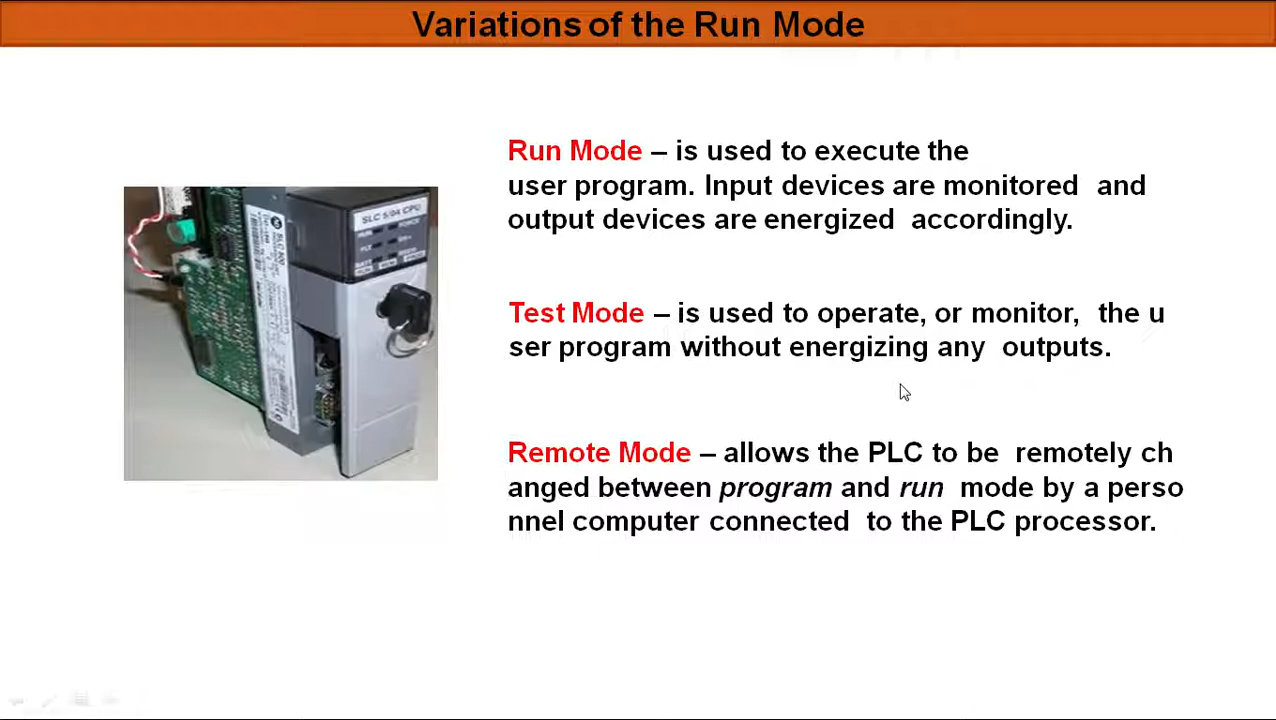 Variations of the Run Mode
Run Mode – is used to execute the
user program. Input devices are monitored and
output devices are energized accordingly.
Test Mode – is used to operate, or monitor, the u
ser program without energizing any outputs.
Remote Mode – allows the PLC to be remotely ch
anged between program and run mode by a perso
nnel computer connected to the PLC processor.
SLC 5/04 CPU